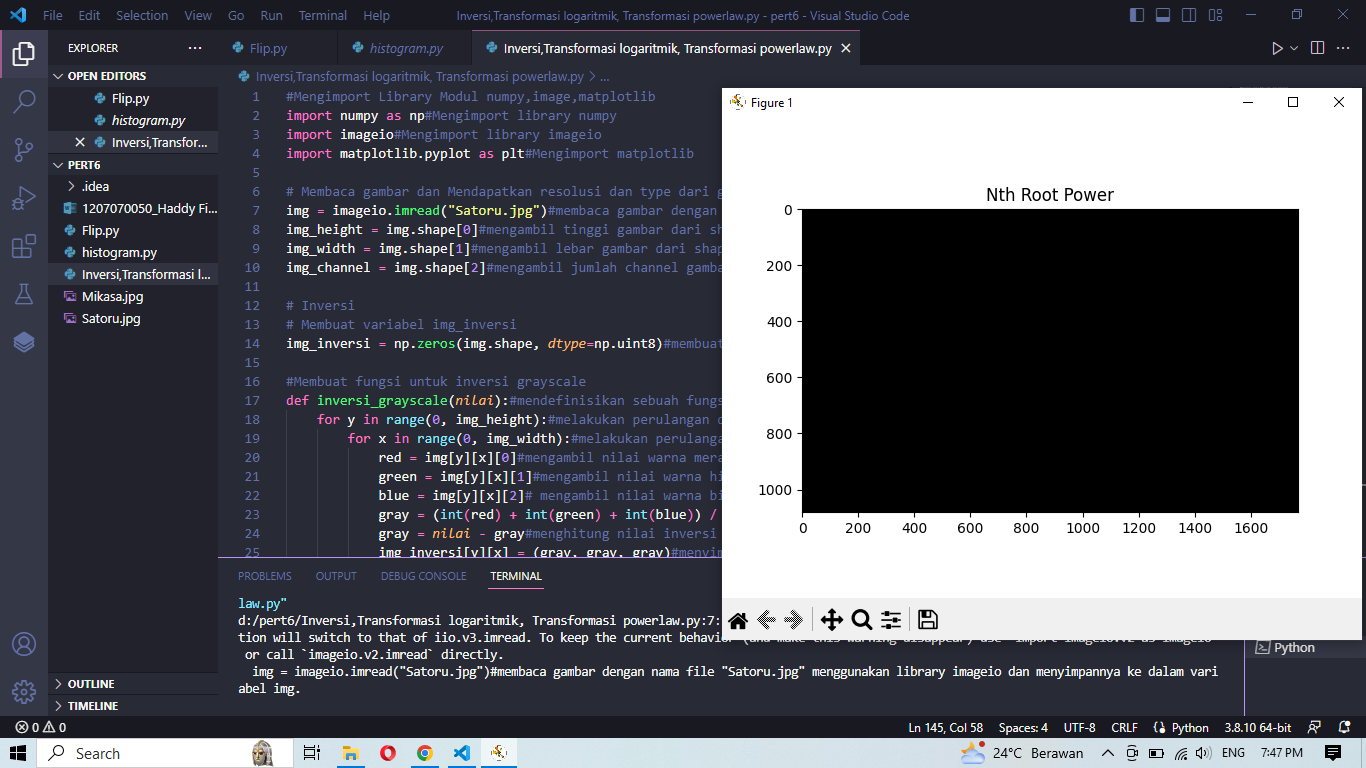 File Edit Selection View Go Run Terminal Help Inversi,Transformasi logaritmik, Transformasi powerlaw.py - pert6 - Visual Studio Code
EXPLORER
OPEN EDITORS
Flip.py
histogram.py
Inversi,Transfor...
PERT6
.idea
1207070050_Haddy Fi...
Flip.py
histogram.py
Inversi,Transformasi l...
Mikasa.jpg
Satoru.jpg
OUTLINE
TIMELINE
Flip.py histogram.py Inversi,Transformasi logaritmik, Transformasi powerlaw.py
Inversi,Transformasi logaritmik, Transformasi powerlaw.py > ...
1 #Mengimport Library Modul numpy,image,matplotlib
2 import numpy as np#Mengimport library numpy
3 import imageio#Mengimport library imageio
4 import matplotlib.pyplot as plt#Mengimport matplotlib
5
6 # Membaca gambar dan Mendapatkan resolusi dan type dari g
7 img = imageio.imread("Satoru.jpg")#membaca gambar dengan
8 img_height = img.shape[0]#mengambil tinggi gambar dari sh
9 img_width = img.shape[1]#mengambil lebar gambar dari shap
10 img_channel = img.shape[2]#mengambil jumlah channel gamba
11
12 # Inversi
13 # Membuat variabel img_inversi
14 img_inversi = np.zeros(img.shape, dtype=np.uint8)#membuat
15
16 #Membuat fungsi untuk inversi grayscale
17 def inversi_grayscale(nilai):#mendefinisikan sebuah fungs
18 for y in range(0, img_height):#melakukan perulangan d
19 for x in range(0, img_width):#melakukan perulanga
20 red = img[y][x][0]#mengambil nilai warna mera
21 green = img[y][x][1]#mengambil nilai warna hi
22 blue = img[y][x][2]# mengambil nilai warna bi
23 gray = (int(red) + int(green) + int(blue)) /
24 gray = nilai - gray#menghitung nilai inversi
25 img_inversi[y][x] = (gray, gray, gray)#menyim
Figure 1
Nth Root Power
0
200
400
600
800
1000
0 200 400 600 800 1000 1200 1400 1600
PROBLEMS OUTPUT DEBUG CONSOLE TERMINAL
law.py"
d:/pert6/Inversi,Transformasi logaritmik, Transformasi powerlaw.py:7:
tion will switch to that of iio.v3.imread. To keep the current behavior (and make this warning disappear) use `import imageio.v2 as imageio`
or call `imageio.v2.imread` directly.
img = imageio.imread("Satoru.jpg")#membaca gambar dengan nama file "Satoru.jpg" menggunakan library imageio dan menyimpannya ke dalam vari
abel img.
Python
0 0 Ln 145, Col 58 Spaces: 4 UTF-8 CRLF Python 3.8.10 64-bit
Search 24°C Berawan ENG 7:47 PM